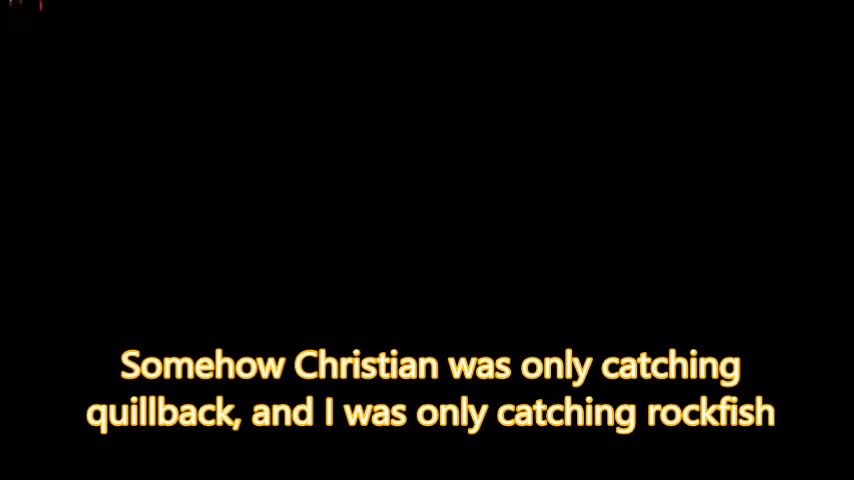 Somehow Christian was only catching
quillback, and I was only catching rockfish